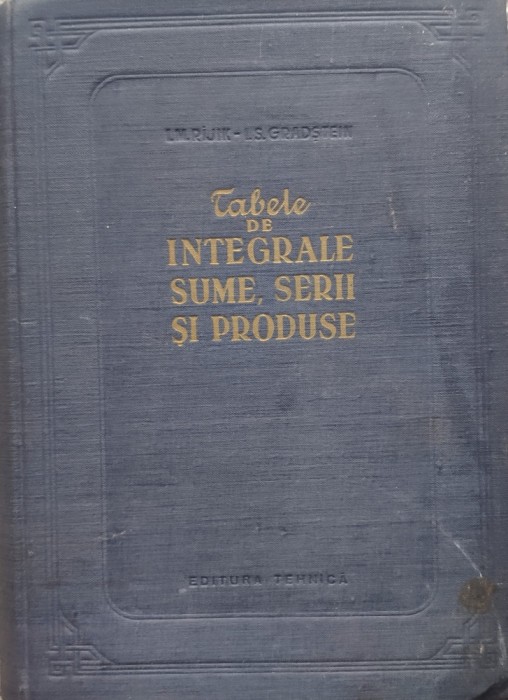 I.M.RÎJIK-I.S.GRADȘTEIN
Tabele
DE
INTEGRALE
SUME, SERII
ȘI PRODUSE
EDITURA TEHNICĂ